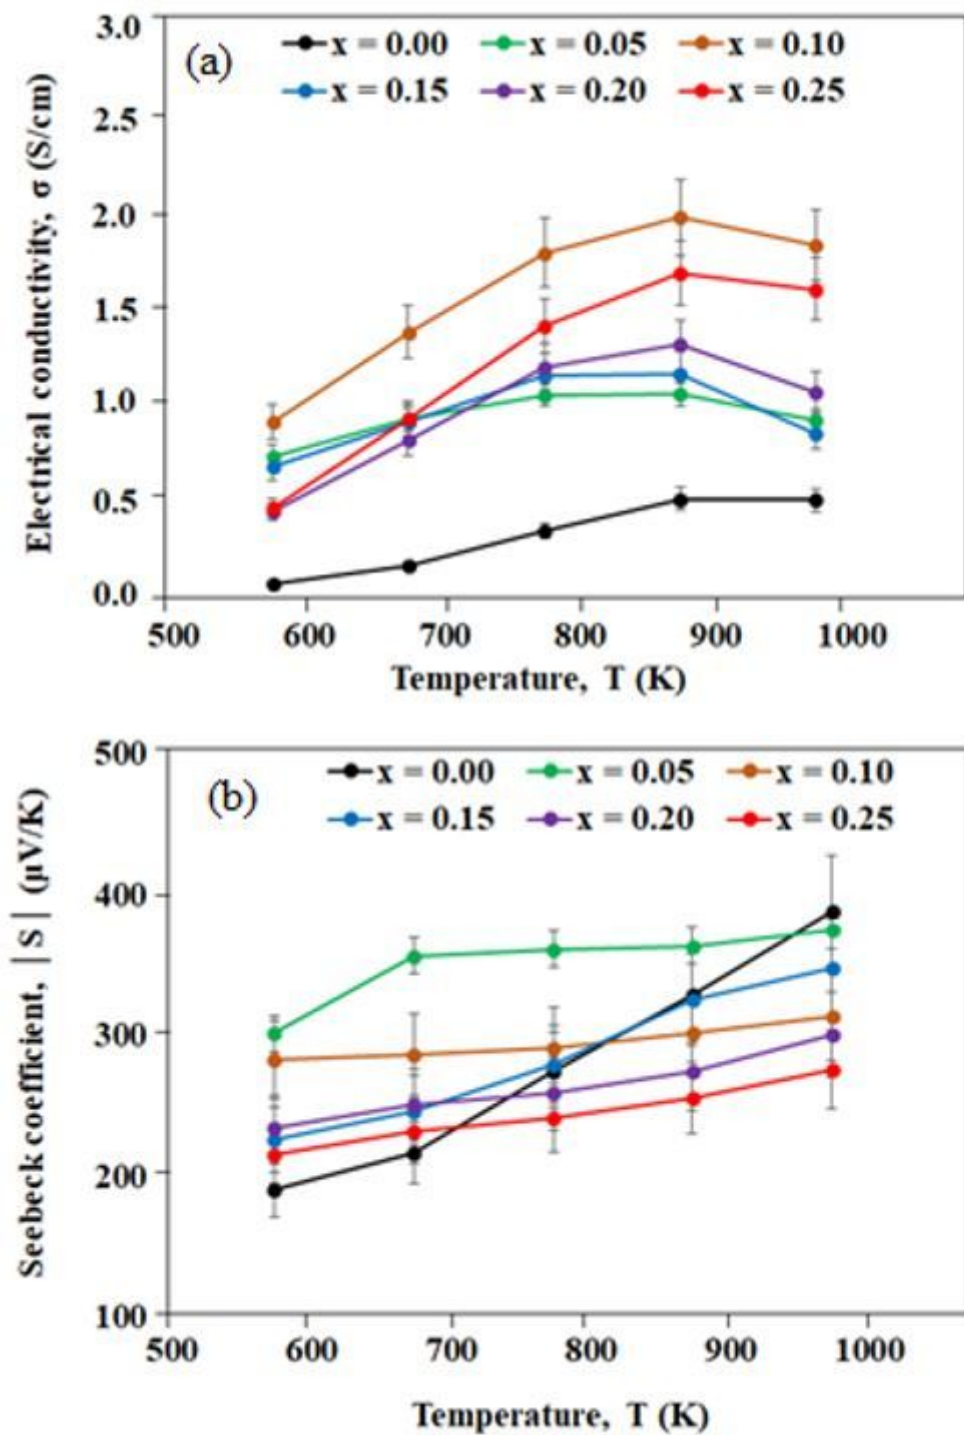 3.0
(a)
x = 0.00
x = 0.05
x = 0.10
x = 0.15
x = 0.20
x = 0.25
2.5
2.0
1.5
1.0
0.5
0.0
Electrical conductivity, σ (S/cm)
500
600
700
800
900
1000
Temperature, T (K)
500
(b)
x = 0.00
x = 0.05
x = 0.10
x = 0.15
x = 0.20
x = 0.25
400
300
200
100
Seebeck coefficient, |S| (μV/K)
500
600
700
800
900
1000
Temperature, T (K)